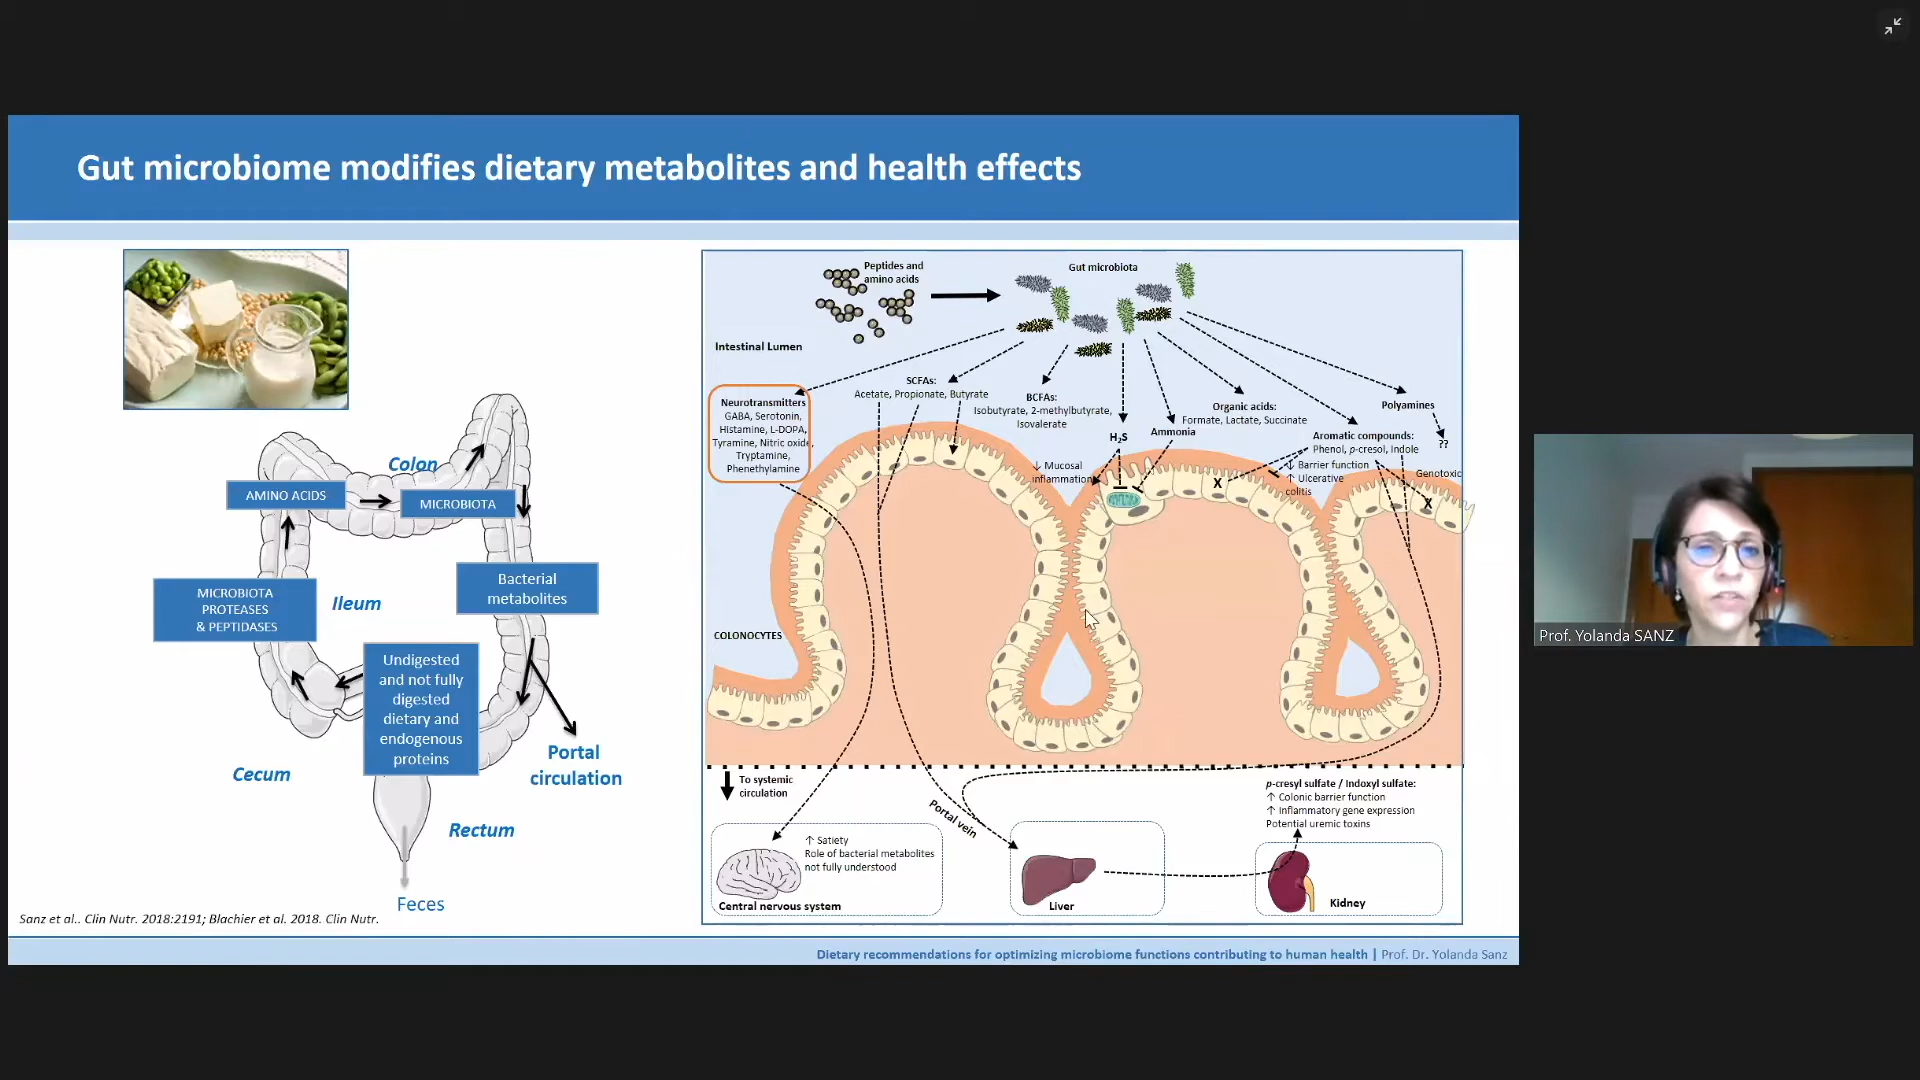 Gut microbiome modifies dietary metabolites and health effects
Colon
AMINO ACIDS
MICROBIOTA
MICROBIOTA
PROTEASES
& PEPTIDASES
Ileum
Bacterial
metabolites
Undigested
and not fully
digested
dietary and
endogenous
proteins
Cecum
Portal
circulation
Rectum
Feces
Sanz et al.. Clin Nutr. 2018:2191; Blachier et al. 2018. Clin Nutr.
Peptides and
amino acids
Gut microbiota
Intestinal Lumen
Neurotransmitters
GABA, Serotonin,
Histamine, L-DOPA,
Tyramine, Nitric oxide,
Tryptamine,
Phenethylamine
SCFAs:
Acetate, Propionate, Butyrate
BCFAs:
Isobutyrate, 2-methylbutyrate,
Isovalerate
H₂S
Ammonia
Organic acids:
Formate, Lactate, Succinate
Aromatic compounds:
Phenol, p-cresol, Indole
Polyamines
??
↓ Mucosal
inflammation
X
↓ Barrier function
↑ Ulcerative
colitis
Genotoxic
X
COLONOCYTES
To systemic
circulation
Portal vein
↑ Satiety
Role of bacterial metabolites
not fully understood
Central nervous system
Liver
p-cresyl sulfate / Indoxyl sulfate:
↑ Colonic barrier function
↑ Inflammatory gene expression
Potential uremic toxins
Kidney
Dietary recommendations for optimizing microbiome functions contributing to human health | Prof. Dr. Yolanda Sanz
Prof. Yolanda SANZ